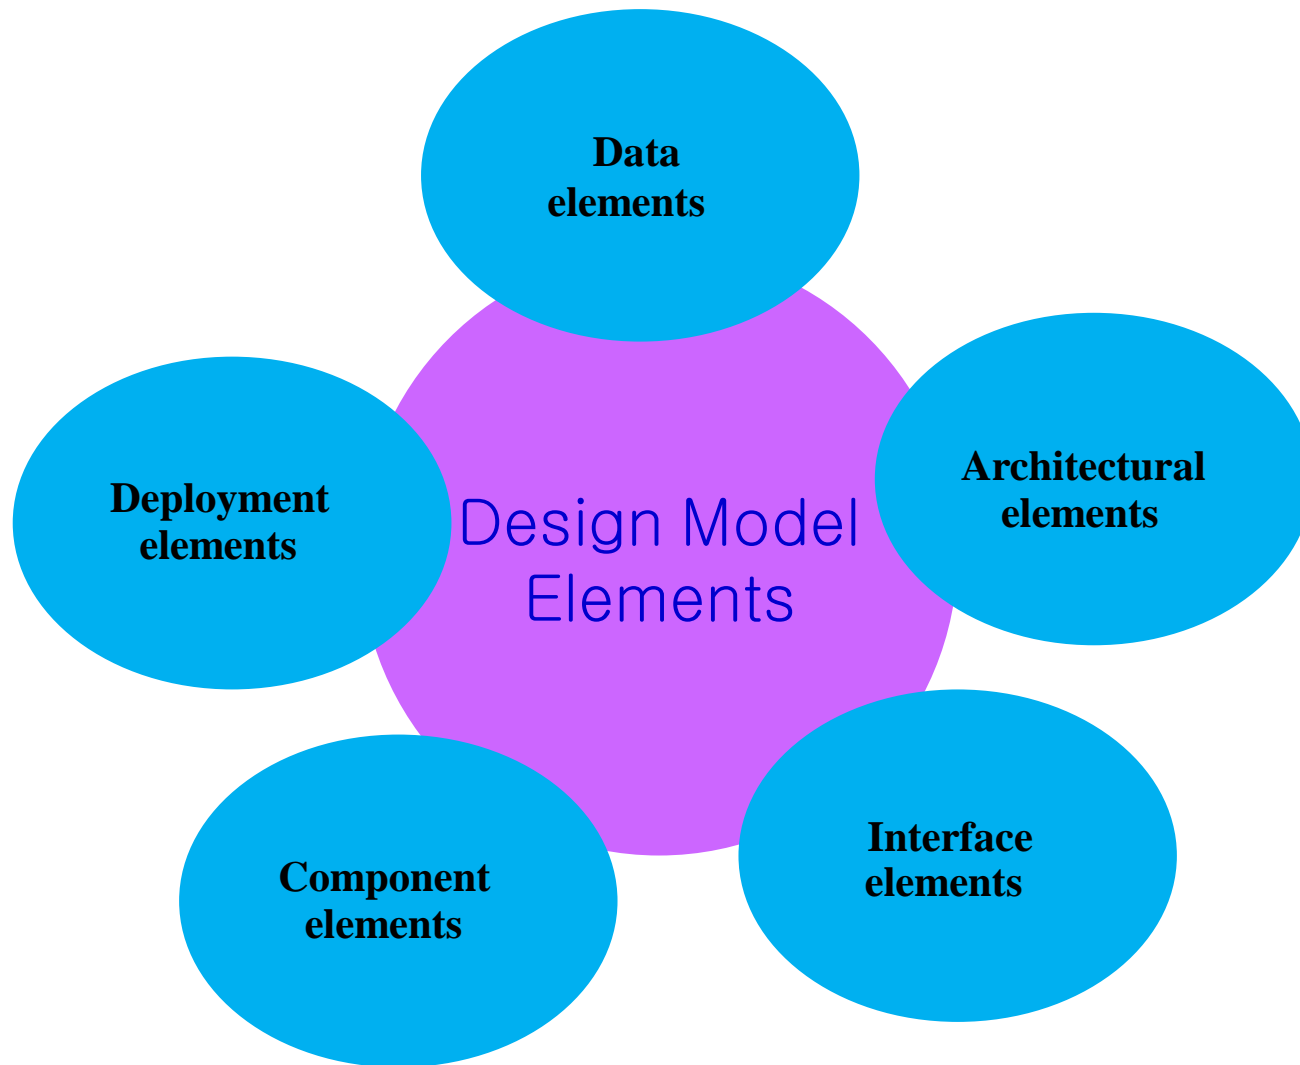 Data
elements
Architectural
elements
Deployment
elements
Design Model
Elements
Interface
elements
Component
elements